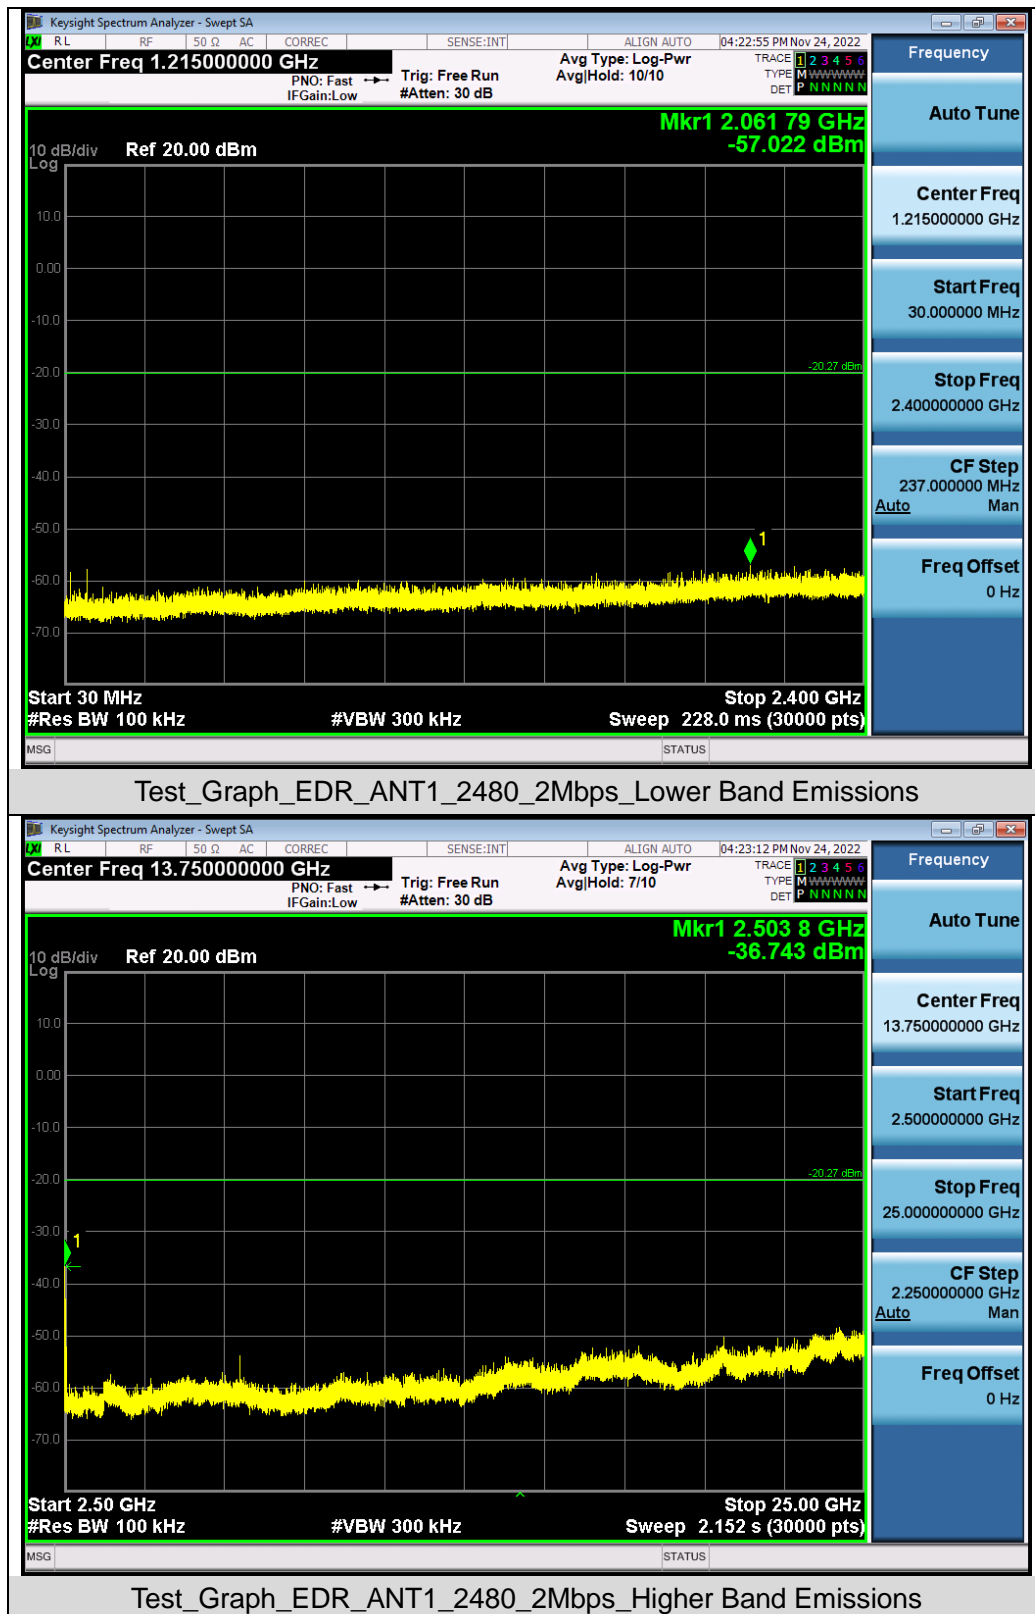 Keysight Spectrum Analyzer - Swept SA
LXI RL RF 50 Ω AC CORREC SENSE:INT ALIGN AUTO 04:22:55 PM Nov 24, 2022
Center Freq 1.215000000 GHz
PNO: Fast
IFGain:Low
Trig: Free Run
#Atten: 30 dB
Avg Type: Log-Pwr
Avg|Hold: 10/10
TRACE 1 2 3 4 5 6
TYPE M WWWWW
DET P N N N N N
Mkr1 2.061 79 GHz
-57.022 dBm
10 dB/div Ref 20.00 dBm
Log
10.0
0.00
-10.0
-20.0
-20.27 dBm
-30.0
-40.0
-50.0
1
-60.0
-70.0
Start 30 MHz Stop 2.400 GHz
#Res BW 100 kHz #VBW 300 kHz Sweep 228.0 ms (30000 pts)
MSG STATUS
Frequency
Auto Tune
Center Freq
1.215000000 GHz
Start Freq
30.000000 MHz
Stop Freq
2.400000000 GHz
CF Step
237.000000 MHz
Auto Man
Freq Offset
0 Hz
Test_Graph_EDR_ANT1_2480_2Mbps_Lower Band Emissions
Keysight Spectrum Analyzer - Swept SA
LXI RL RF 50 Ω AC CORREC SENSE:INT ALIGN AUTO 04:23:12 PM Nov 24, 2022
Center Freq 13.750000000 GHz
PNO: Fast
IFGain:Low
Trig: Free Run
#Atten: 30 dB
Avg Type: Log-Pwr
Avg|Hold: 7/10
TRACE 1 2 3 4 5 6
TYPE M WWWWW
DET P N N N N N
Mkr1 2.503 8 GHz
-36.743 dBm
10 dB/div Ref 20.00 dBm
Log
10.0
0.00
-10.0
-20.0
-20.27 dBm
-30.0
1
-40.0
-50.0
-60.0
-70.0
Start 2.50 GHz Stop 25.00 GHz
#Res BW 100 kHz #VBW 300 kHz Sweep 2.152 s (30000 pts)
MSG STATUS
Frequency
Auto Tune
Center Freq
13.750000000 GHz
Start Freq
2.500000000 GHz
Stop Freq
25.000000000 GHz
CF Step
2.250000000 GHz
Auto Man
Freq Offset
0 Hz
Test_Graph_EDR_ANT1_2480_2Mbps_Higher Band Emissions